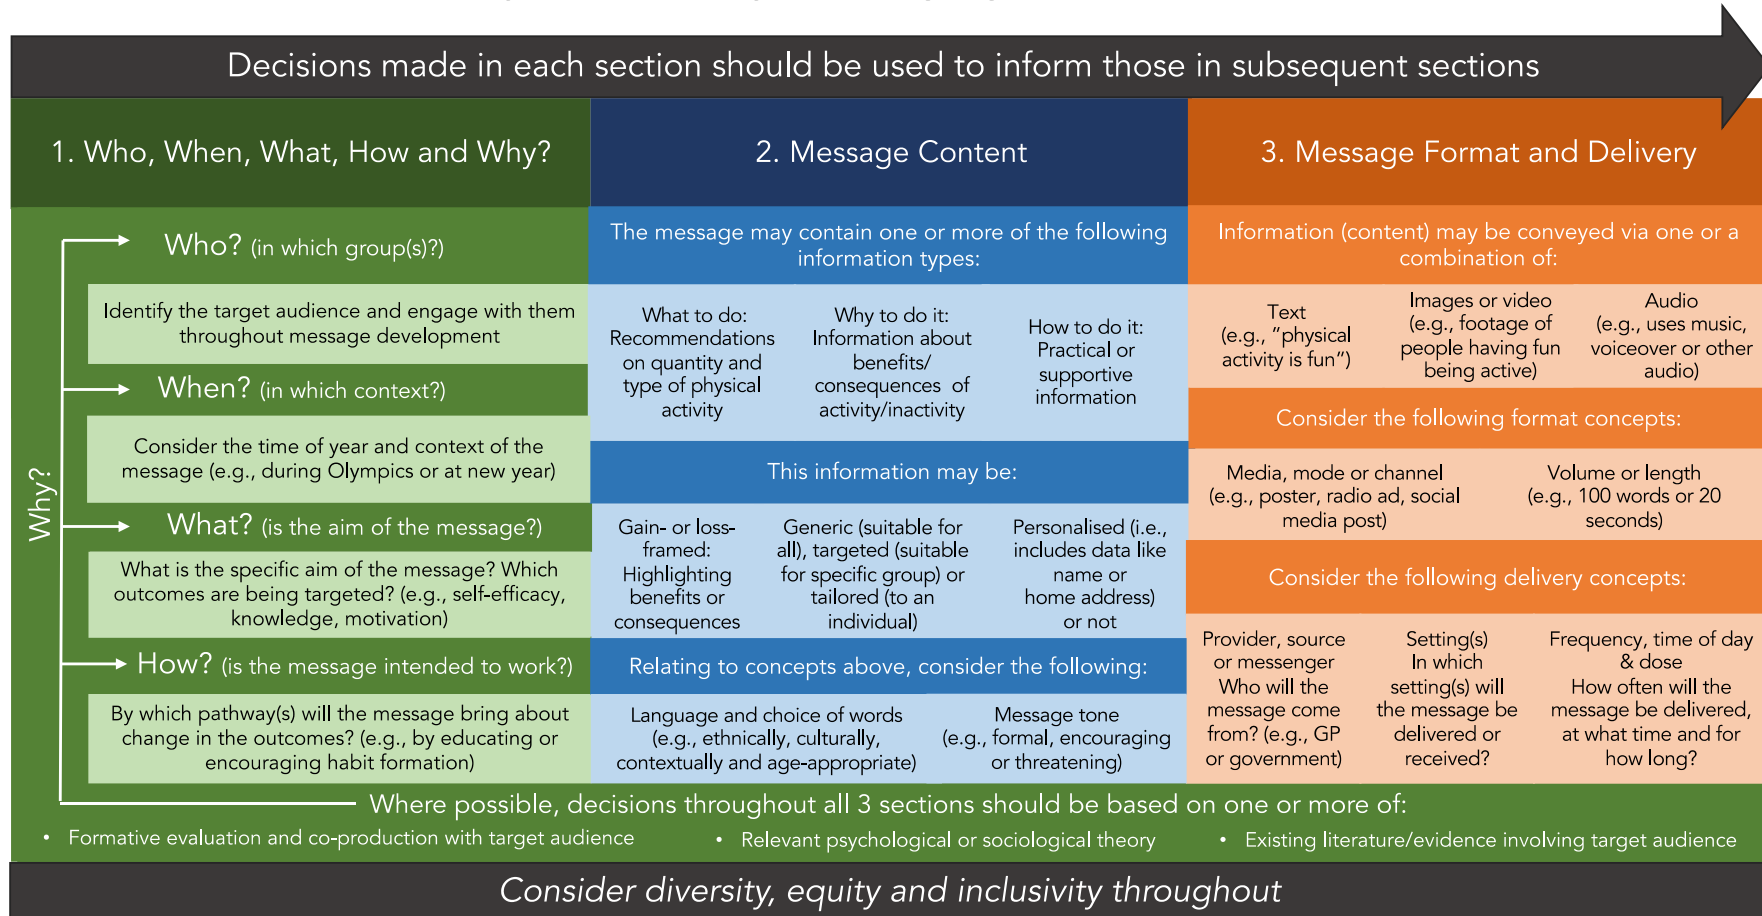 Decisions made in each section should be used to inform those in subsequent sections
1. Who, When, What, How and Why?
Why?
Who? (in which group(s)?)
Identify the target audience and engage with them
throughout message development
When? (in which context?)
Consider the time of year and context of the
message (e.g., during Olympics or at new year)
What? (is the aim of the message?)
What is the specific aim of the message? Which
outcomes are being targeted? (e.g., self-efficacy,
knowledge, motivation)
How? (is the message intended to work?)
By which pathway(s) will the message bring about
change in the outcomes? (e.g., by educating or
encouraging habit formation)
2. Message Content
The message may contain one or more of the following
information types:
What to do:
Recommendations
on quantity and
type of physical
activity
Why to do it:
Information about
benefits/
consequences of
activity/inactivity
How to do it:
Practical or
supportive
information
This information may be:
Gain- or loss-
framed:
Highlighting
benefits or
consequences
Generic (suitable for
all), targeted (suitable
for specific group) or
tailored (to an
individual)
Personalised (i.e.,
includes data like
name or
home address)
or not
Relating to concepts above, consider the following:
Language and choice of words
(e.g., ethnically, culturally,
contextually and age-appropriate)
Message tone
(e.g., formal, encouraging
or threatening)
3. Message Format and Delivery
Information (content) may be conveyed via one or a
combination of:
Text
(e.g., ”physical
activity is fun”)
Images or video
(e.g., footage of
people having fun
being active)
Audio
(e.g., uses music,
voiceover or other
audio)
Consider the following format concepts:
Media, mode or channel
(e.g., poster, radio ad, social
media post)
Volume or length
(e.g., 100 words or 20
seconds)
Consider the following delivery concepts:
Provider, source
or messenger
Who will the
message come
from? (e.g., GP
or government)
Setting(s)
In which
setting(s) will
the message be
delivered or
received?
Frequency, time of day
& dose
How often will the
message be delivered,
at what time and for
how long?
Where possible, decisions throughout all 3 sections should be based on one or more of:
• Formative evaluation and co-production with target audience
• Relevant psychological or sociological theory
• Existing literature/evidence involving target audience
Consider diversity, equity and inclusivity throughout